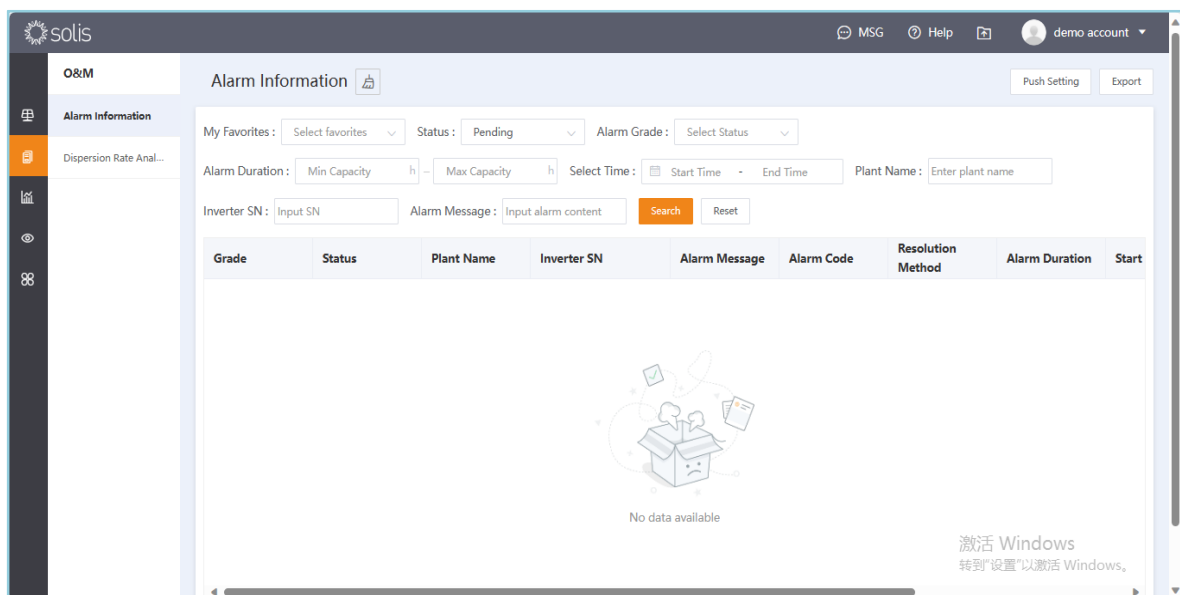 solis
MSG
Help
demo account
O&M
Alarm Information
Dispersion Rate Anal...
Alarm Information
Push Setting
Export
My Favorites : Select favorites Status : Pending Alarm Grade : Select Status
Alarm Duration : Min Capacity h – Max Capacity h Select Time : Start Time - End Time Plant Name : Enter plant name
Inverter SN : Input SN Alarm Message : Input alarm content Search Reset
Grade Status Plant Name Inverter SN Alarm Message Alarm Code Resolution Method Alarm Duration Start
No data available
激活 Windows
转到"设置"以激活 Windows。